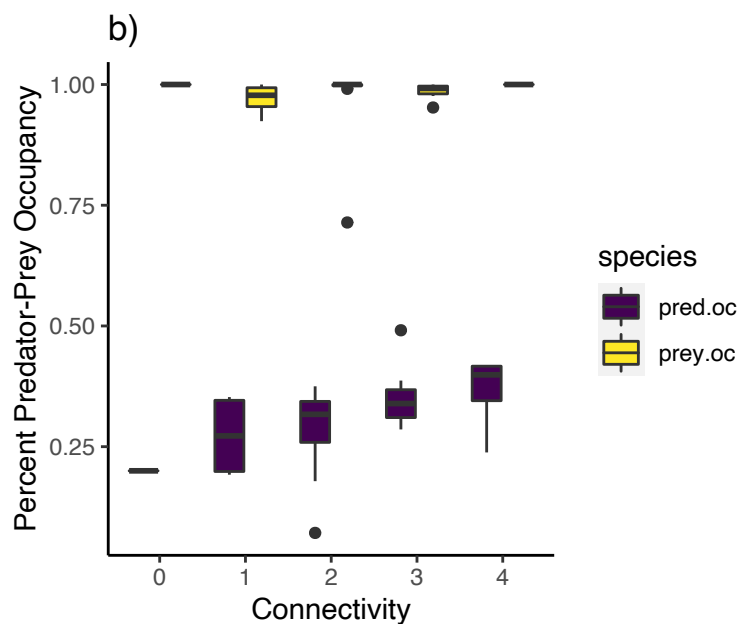 b)
Percent Predator-Prey Occupancy
1.00
0.75
0.50
0.25
0 1 2 3 4
Connectivity
species
pred.oc
prey.oc